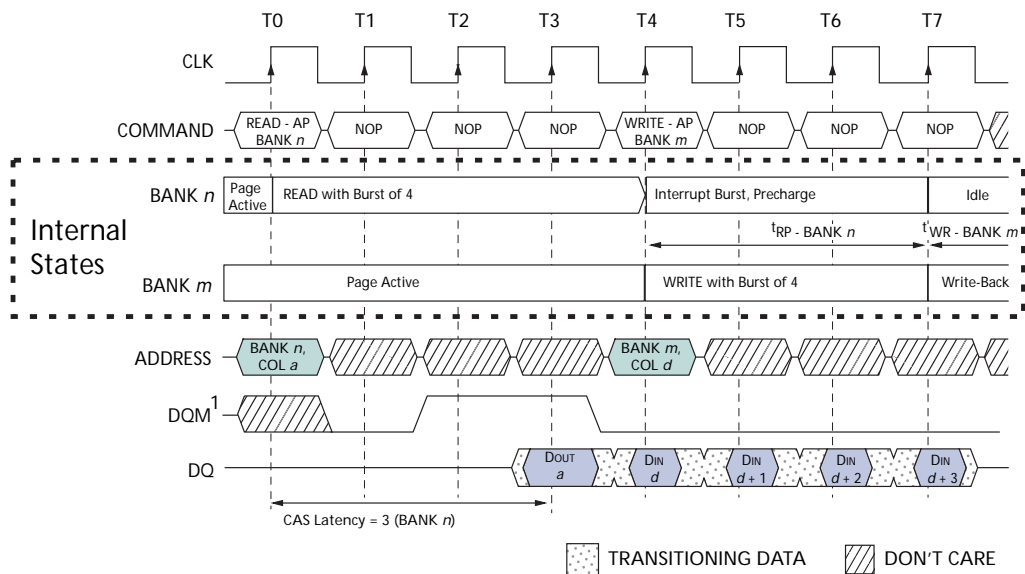 T0 T1 T2 T3 T4 T5 T6 T7
CLK
COMMAND
READ - AP
BANK n
NOP
NOP
NOP
WRITE - AP
BANK m
NOP
NOP
NOP
Internal
States
BANK n
Page
Active
READ with Burst of 4
Interrupt Burst, Precharge
Idle
tRP - BANK n
tWR - BANK m
BANK m
Page Active
WRITE with Burst of 4
Write-Back
ADDRESS
BANK n,
COL a
BANK m,
COL d
DQM1
DQ
DOUT
a
DIN
d
DIN
d + 1
DIN
d + 2
DIN
d + 3
CAS Latency = 3 (BANK n)
TRANSITIONING DATA
DON'T CARE